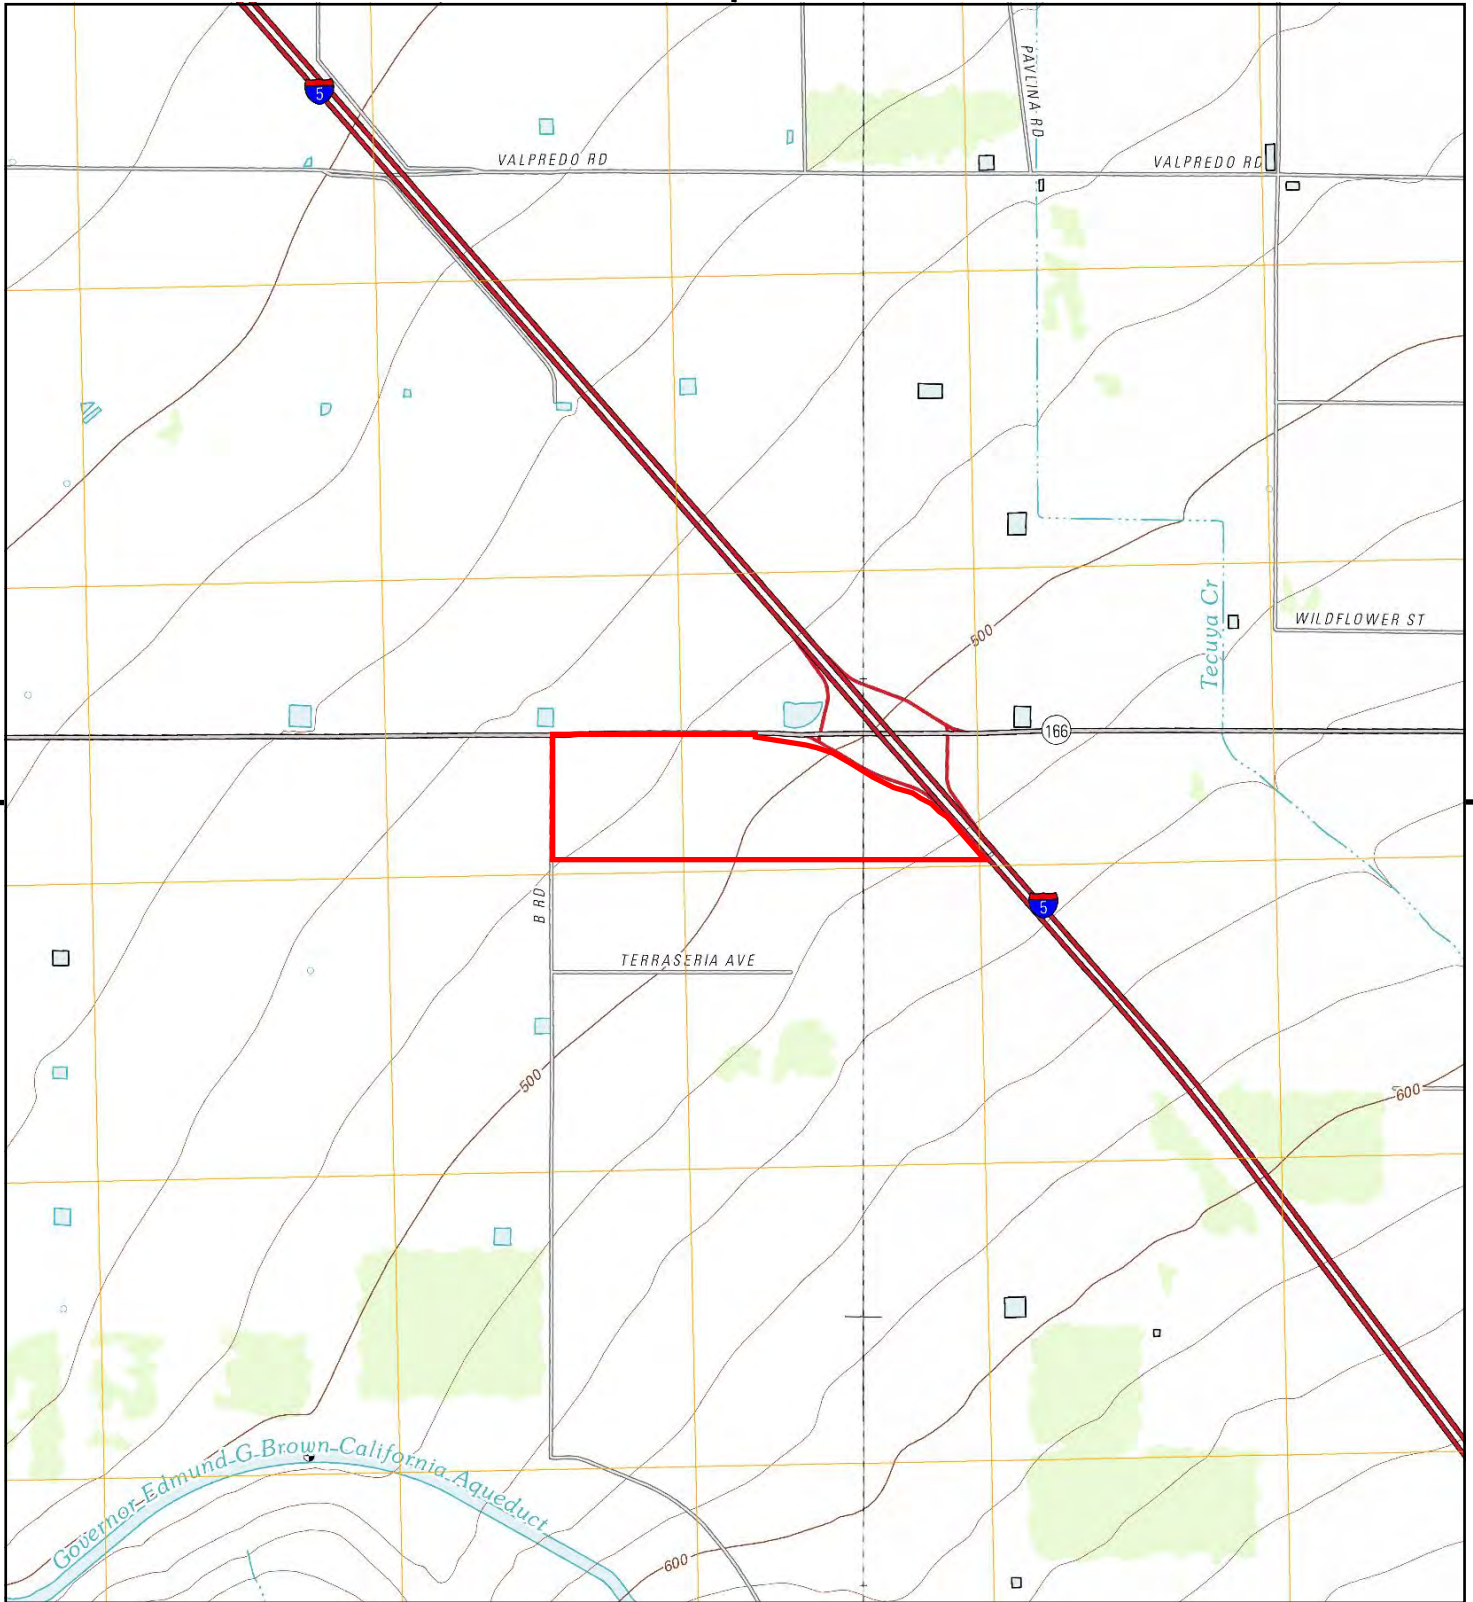 PAVLINA RD
5
VALPREDO RD
VALPREDO RD
Tecuya Cr
WILDFLOWER ST
500
166
B RD
5
TERRASERIA AVE
500
600
Governor Edmund G Brown California Aqueduct
600